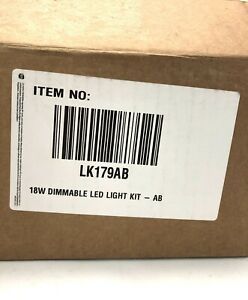 ITEM NO:
LK179AB
18W DIMMABLE LED LIGHT KIT – AB